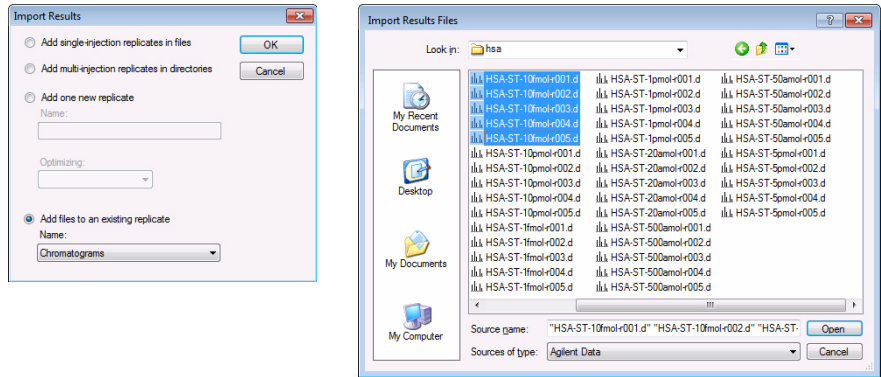 Import Results
Add single-injection replicates in files
OK
Add multi-injection replicates in directories
Cancel
Add one new replicate
Name:
Optimizing:
Add files to an existing replicate
Name:
Chromatograms
Import Results Files
Look in: hsa
My Recent Documents
Desktop
My Documents
My Computer
HSA-ST-10fmol-r001.d
HSA-ST-10fmol-r002.d
HSA-ST-10fmol-r003.d
HSA-ST-10fmol-r004.d
HSA-ST-10fmol-r005.d
HSA-ST-10pmol-r001.d
HSA-ST-10pmol-r002.d
HSA-ST-10pmol-r003.d
HSA-ST-10pmol-r004.d
HSA-ST-10pmol-r005.d
HSA-ST-1fmol-r001.d
HSA-ST-1fmol-r002.d
HSA-ST-1fmol-r003.d
HSA-ST-1fmol-r004.d
HSA-ST-1fmol-r005.d
HSA-ST-1pmol-r001.d
HSA-ST-1pmol-r002.d
HSA-ST-1pmol-r003.d
HSA-ST-1pmol-r004.d
HSA-ST-1pmol-r005.d
HSA-ST-20amol-r001.d
HSA-ST-20amol-r002.d
HSA-ST-20amol-r003.d
HSA-ST-20amol-r004.d
HSA-ST-20amol-r005.d
HSA-ST-500amol-r001.d
HSA-ST-500amol-r002.d
HSA-ST-500amol-r003.d
HSA-ST-500amol-r004.d
HSA-ST-500amol-r005.d
HSA-ST-50amol-r001.d
HSA-ST-50amol-r002.d
HSA-ST-50amol-r003.d
HSA-ST-50amol-r004.d
HSA-ST-50amol-r005.d
HSA-ST-5pmol-r001.d
HSA-ST-5pmol-r002.d
HSA-ST-5pmol-r003.d
HSA-ST-5pmol-r004.d
HSA-ST-5pmol-r005.d
Source name: "HSA-ST-10fmol-r001.d" "HSA-ST-10fmol-r002.d" "HSA-ST-
Open
Sources of type: Agilent Data
Cancel